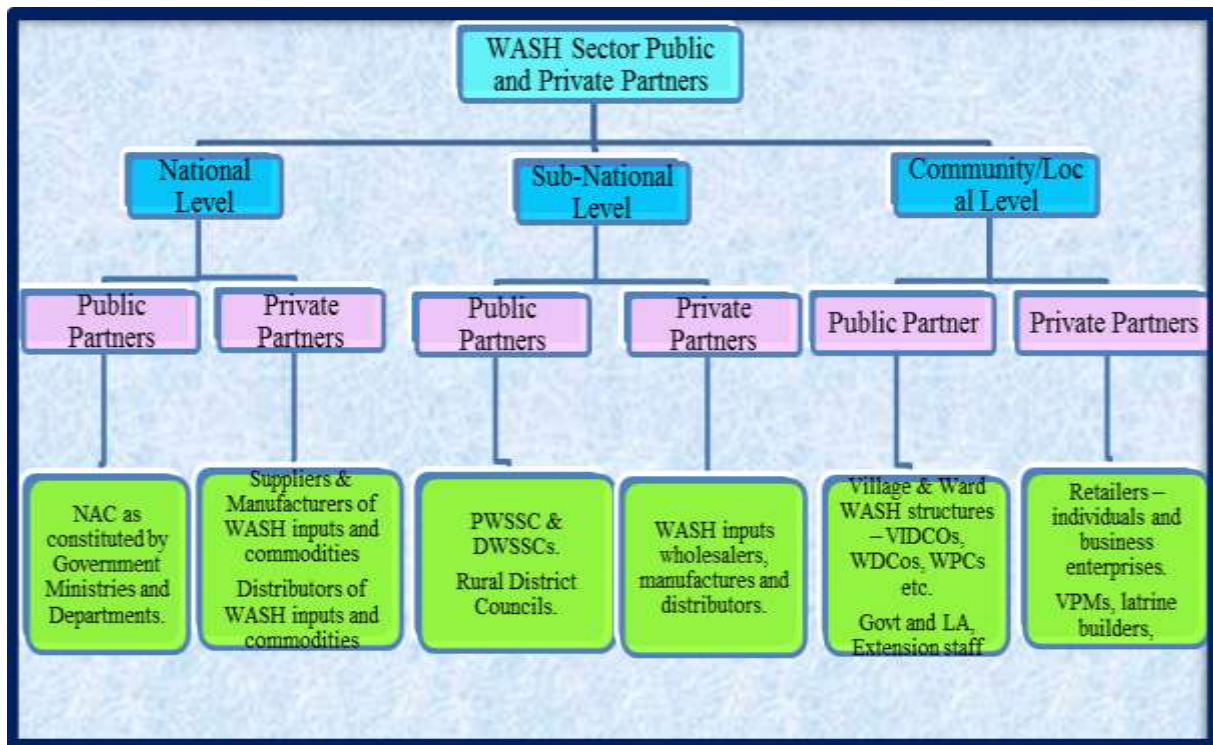 WASH Sector Public
and Private Partners
National
Level
Sub-National
Level
Community/Loc
al Level
Public
Partners
Private
Partners
Public
Partners
Private
Partners
Public Partner
Private Partners
NAC as
constituted by
Government
Ministries and
Departments.
Suppliers &
Manufacturers of
WASH inputs and
commodities
Distributors of
WASH inputs and
commodities
PWSSC &
DWSSCs.
Rural District
Councils.
WASH inputs
wholesalers,
manufactures and
distributors.
Village & Ward
WASH structures
– VIDCOs,
WDCos, WPCs
etc.
Govt and LA,
Extension staff
Retailers –
individuals and
business
enterprises.
VPMs, latrine
builders,